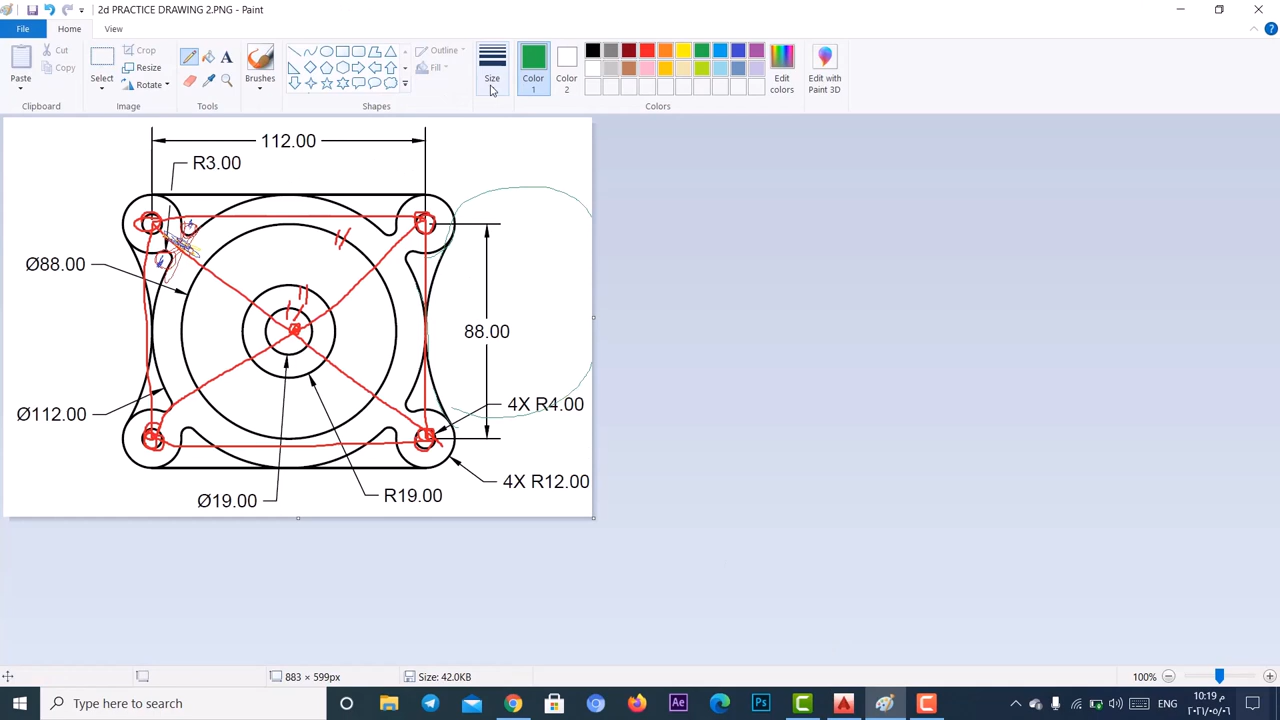 2d PRACTICE DRAWING 2.PNG - Paint
File
Home
View
Paste
Cut
Copy
Clipboard
Select
Crop
Resize
Rotate
Image
Tools
Brushes
Shapes
Outline
Fill
Size
Color 1
Color 2
Edit colors
Colors
Edit with Paint 3D
112.00
R3.00
Ø88.00
88.00
4X R4.00
Ø112.00
4X R12.00
Ø19.00
R19.00
883 × 599px
Size: 42.0KB
100%
Type here to search
Ae
Ps
ENG
10:19 م